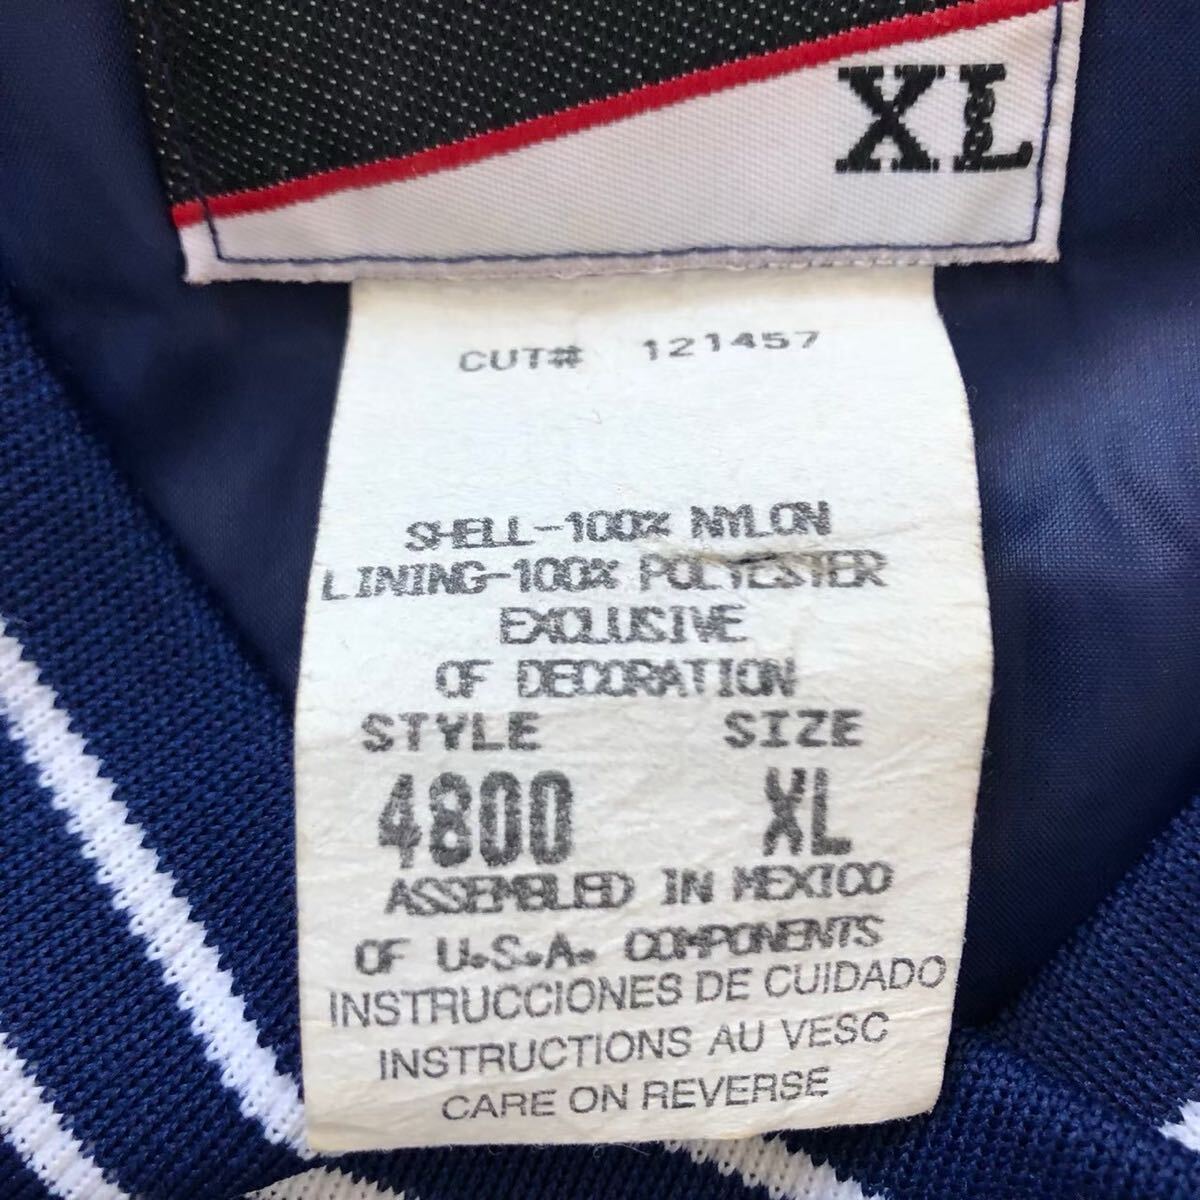 XL
CUT# 121457
SHELL-100% NYLON
LINING-100% POLYESTER
EXCLUSIVE
OF DECORATION
STYLE SIZE
4800 XL
ASSEMBLED IN MEXICO
OF U.S.A. COMPONENTS
INSTRUCCIONES DE CUIDADO
INSTRUCTIONS AU VESC
CARE ON REVERSE